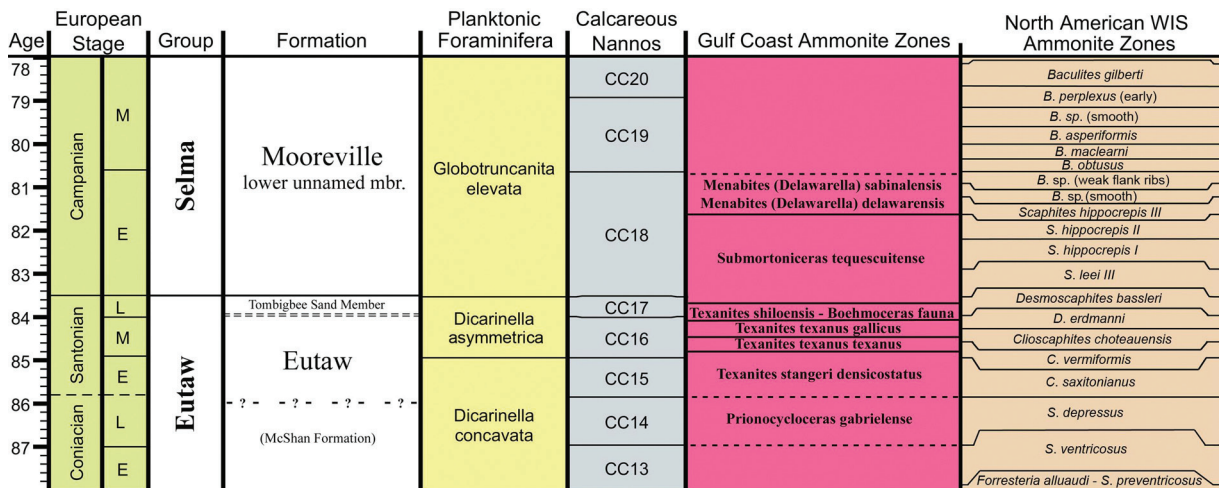 European
Age
Stage
Group
Formation
Planktonic
Foraminifera
Calcareous
Nannos
Gulf Coast Ammonite Zones
North American WIS
Ammonite Zones
78
79
80
81
82
83
84
85
86
87
Campanian
Santonian
Coniacian
M
E
L
M
E
L
E
Selma
Eutaw
Mooreville
lower unnamed mbr.
Tombigbee Sand Member
Eutaw
? ? ? ?
(McShan Formation)
Globotruncanita
elevata
Dicarinella
asymmetrica
Dicarinella
concavata
CC20
CC19
CC18
CC17
CC16
CC15
CC14
CC13
Menabites (Delawarella) sabinalensis
Menabites (Delawarella) delawarensis
Submortoniceras tequescuitense
Texanites shiloensis - Boehmoceras fauna
Texanites texanus gallicus
Texanites texanus texanus
Texanites stangeri densicostatus
Prionocycloceras gabrielense
Baculites gilberti
B. perplexus (early)
B. sp. (smooth)
B. asperiformis
B. maclearni
B. obtusus
B. sp. (weak flank ribs)
B. sp. (smooth)
Scaphites hippocrepis III
S. hippocrepis II
S. hippocrepis I
S. leei III
Desmoscaphites bassleri
D. erdmanni
Clioscaphites choteauensis
C. vermiformis
C. saxitonianus
S. depressus
S. ventricosus
Forresteria alluaudi - S. preventricosus